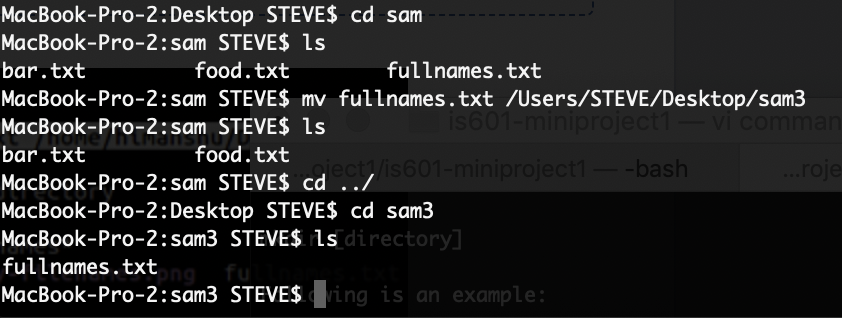 MacBook-Pro-2:Desktop STEVE$ cd sam
MacBook-Pro-2:sam STEVE$ ls
bar.txt food.txt fullnames.txt
MacBook-Pro-2:sam STEVE$ mv fullnames.txt /Users/STEVE/Desktop/sam3
is601-miniproject1 — vi comman
MacBook-Pro-2:sam STEVE$ ls
/home/himanshu/
bar.txt food.txt
...oject1/is601-miniproject1 — -bash ...roje
MacBook-Pro-2:sam STEVE$ cd ../
directory
MacBook-Pro-2:Desktop STEVE$ cd sam3
MacBook-Pro-2:sam3 STEVE$ ls
[directory]
fullnames.txt
.png fullnames.txt
MacBook-Pro-2:sam3 STEVE$
owing is an example: